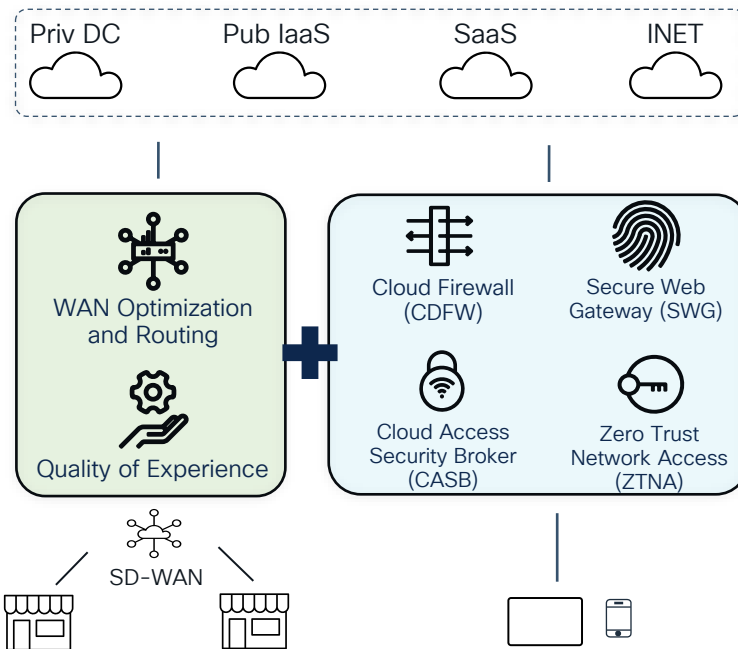 Priv DC
Pub IaaS
SaaS
INET
WAN Optimization
and Routing
Quality of Experience
Cloud Firewall
(CDFW)
Secure Web
Gateway (SWG)
Cloud Access
Security Broker
(CASB)
Zero Trust
Network Access
(ZTNA)
SD-WAN